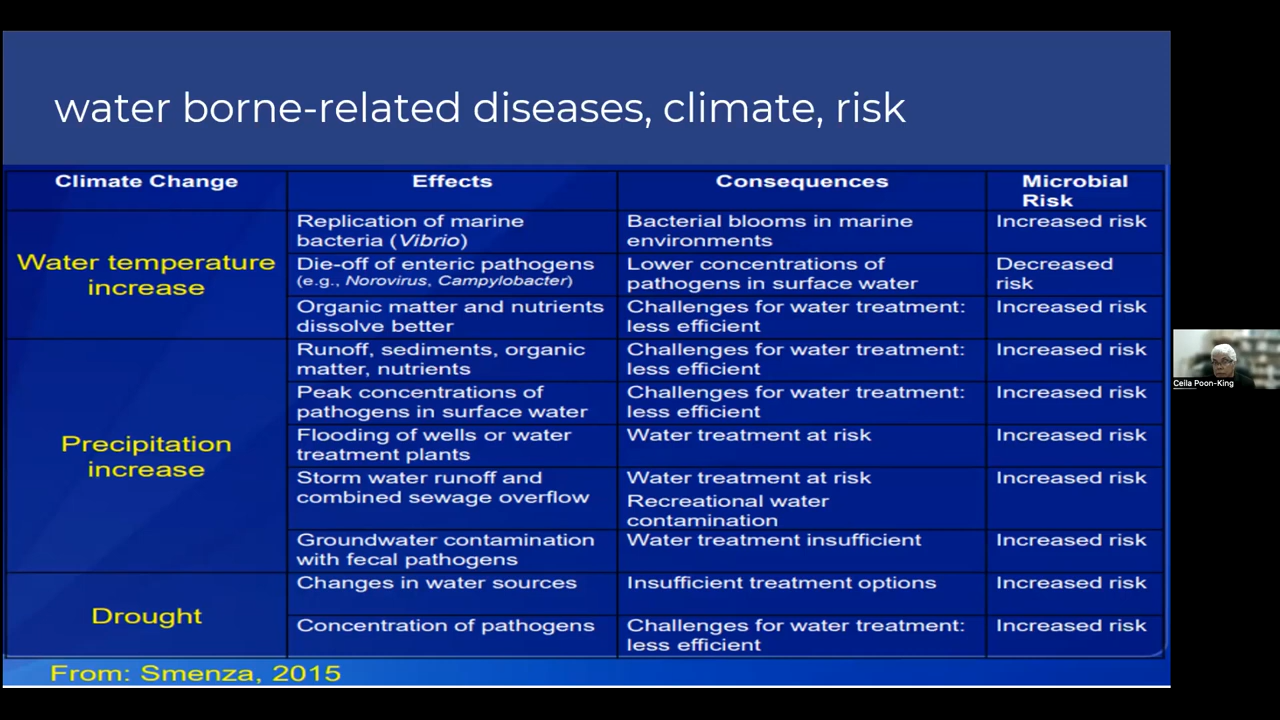 water borne-related diseases, climate, risk
Climate Change
Effects
Consequences
Microbial
Risk
Water temperature
increase
Replication of marine
bacteria (Vibrio)
Bacterial blooms in marine
environments
Increased risk
Die-off of enteric pathogens
(e.g., Norovirus, Campylobacter)
Lower concentrations of
pathogens in surface water
Decreased
risk
Organic matter and nutrients
dissolve better
Challenges for water treatment:
less efficient
Increased risk
Precipitation
increase
Runoff, sediments, organic
matter, nutrients
Challenges for water treatment:
less efficient
Increased risk
Peak concentrations of
pathogens in surface water
Challenges for water treatment:
less efficient
Increased risk
Flooding of wells or water
treatment plants
Water treatment at risk
Increased risk
Storm water runoff and
combined sewage overflow
Water treatment at risk
Recreational water
contamination
Increased risk
Groundwater contamination
with fecal pathogens
Water treatment insufficient
Increased risk
Drought
Changes in water sources
Insufficient treatment options
Increased risk
Concentration of pathogens
Challenges for water treatment:
less efficient
Increased risk
From: Smenza, 2015
Ceila Poon-King